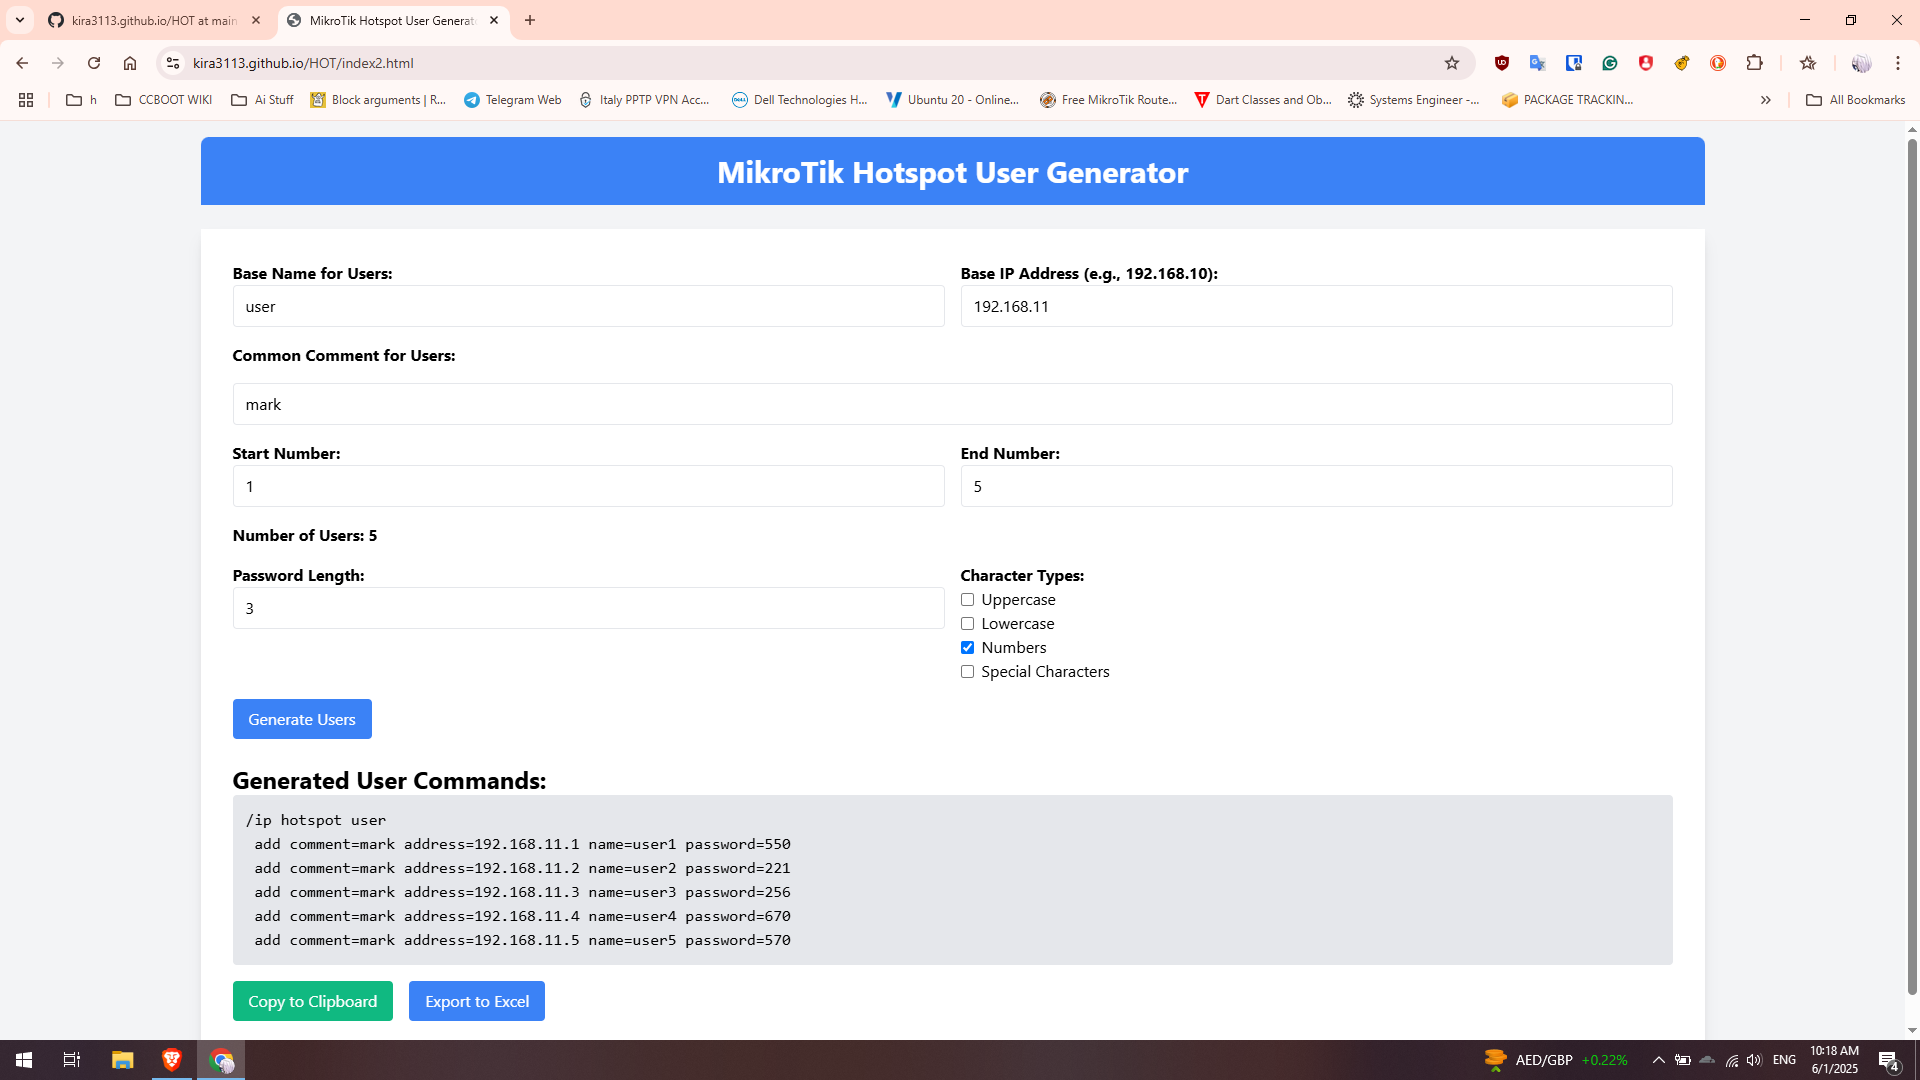 kira3113.github.io/HOT at main
MikroTik Hotspot User Generat
kira3113.github.io/HOT/index2.html
h
CCBOOT WIKI
Ai Stuff
Block arguments | R...
Telegram Web
Italy PPTP VPN Acc...
Dell Technologies H...
Ubuntu 20 - Online...
Free MikroTik Route...
Dart Classes and Ob...
Systems Engineer -...
PACKAGE TRACKIN...
All Bookmarks
MikroTik Hotspot User Generator
Base Name for Users:
Base IP Address (e.g., 192.168.10):
user
192.168.11
Common Comment for Users:
mark
Start Number:
End Number:
1
5
Number of Users: 5
Password Length:
Character Types:
3
Uppercase
Lowercase
Numbers
Special Characters
Generate Users
Generated User Commands:
/ip hotspot user
add comment=mark address=192.168.11.1 name=user1 password=550
add comment=mark address=192.168.11.2 name=user2 password=221
add comment=mark address=192.168.11.3 name=user3 password=256
add comment=mark address=192.168.11.4 name=user4 password=670
add comment=mark address=192.168.11.5 name=user5 password=570
Copy to Clipboard
Export to Excel
AED/GBP +0.22%
ENG
10:18 AM
6/1/2025
4